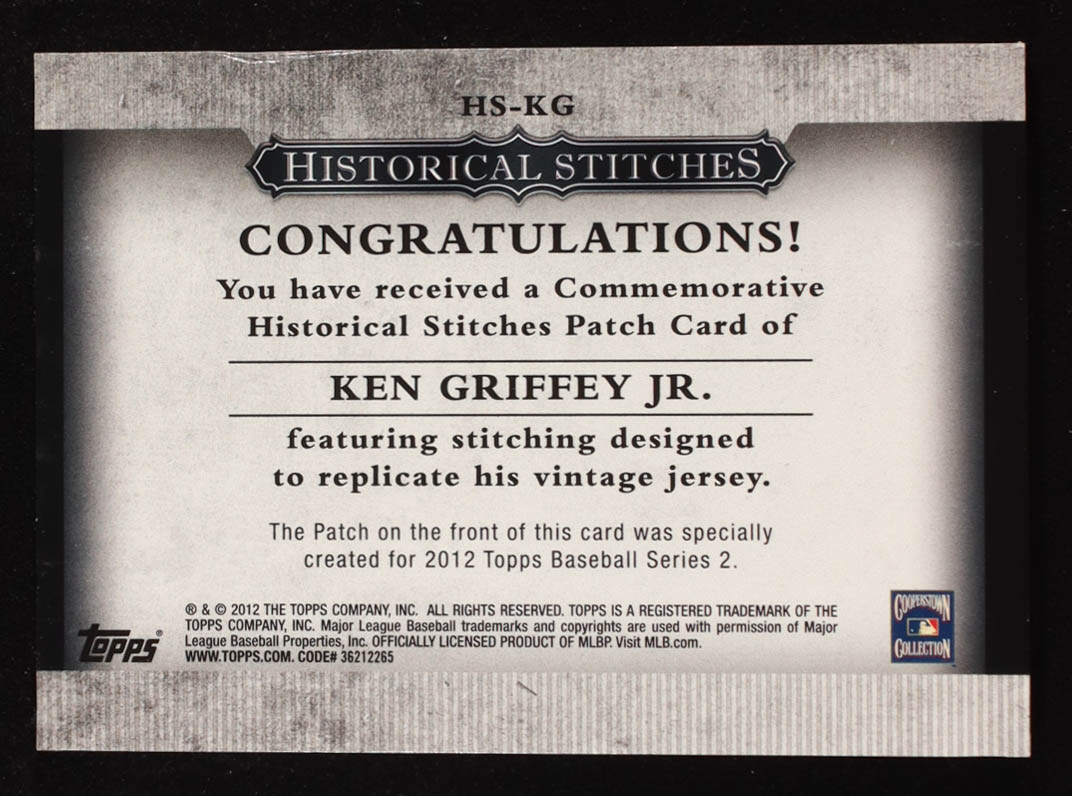 HS-KG
HISTORICAL STITCHES
CONGRATULATIONS!
You have received a Commemorative
Historical Stitches Patch Card of
KEN GRIFFEY JR.
featuring stitching designed
to replicate his vintage jersey.
The Patch on the front of this card was specially
created for 2012 Topps Baseball Series 2.
® & © 2012 THE TOPPS COMPANY, INC. ALL RIGHTS RESERVED. TOPPS IS A REGISTERED TRADEMARK OF THE
TOPPS COMPANY, INC. Major League Baseball trademarks and copyrights are used with permission of Major
League Baseball Properties, Inc. OFFICIALLY LICENSED PRODUCT OF MLBP. Visit MLB.com.
WWW.TOPPS.COM. CODE# 36212265
topps®
COOPERSTOWN
COLLECTION